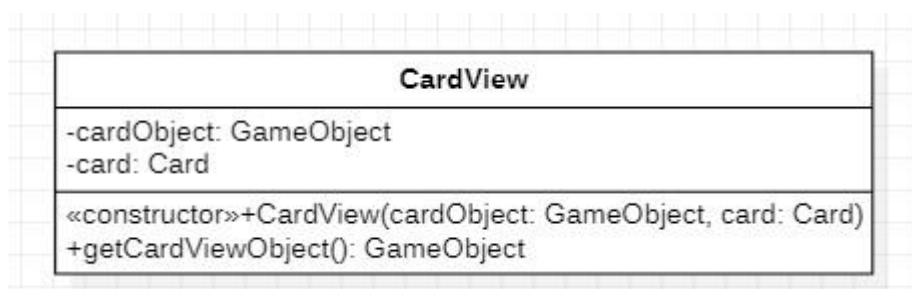 CardView
-cardObject: GameObject
-card: Card
«constructor»+CardView(cardObject: GameObject, card: Card)
+getCardViewObject(): GameObject